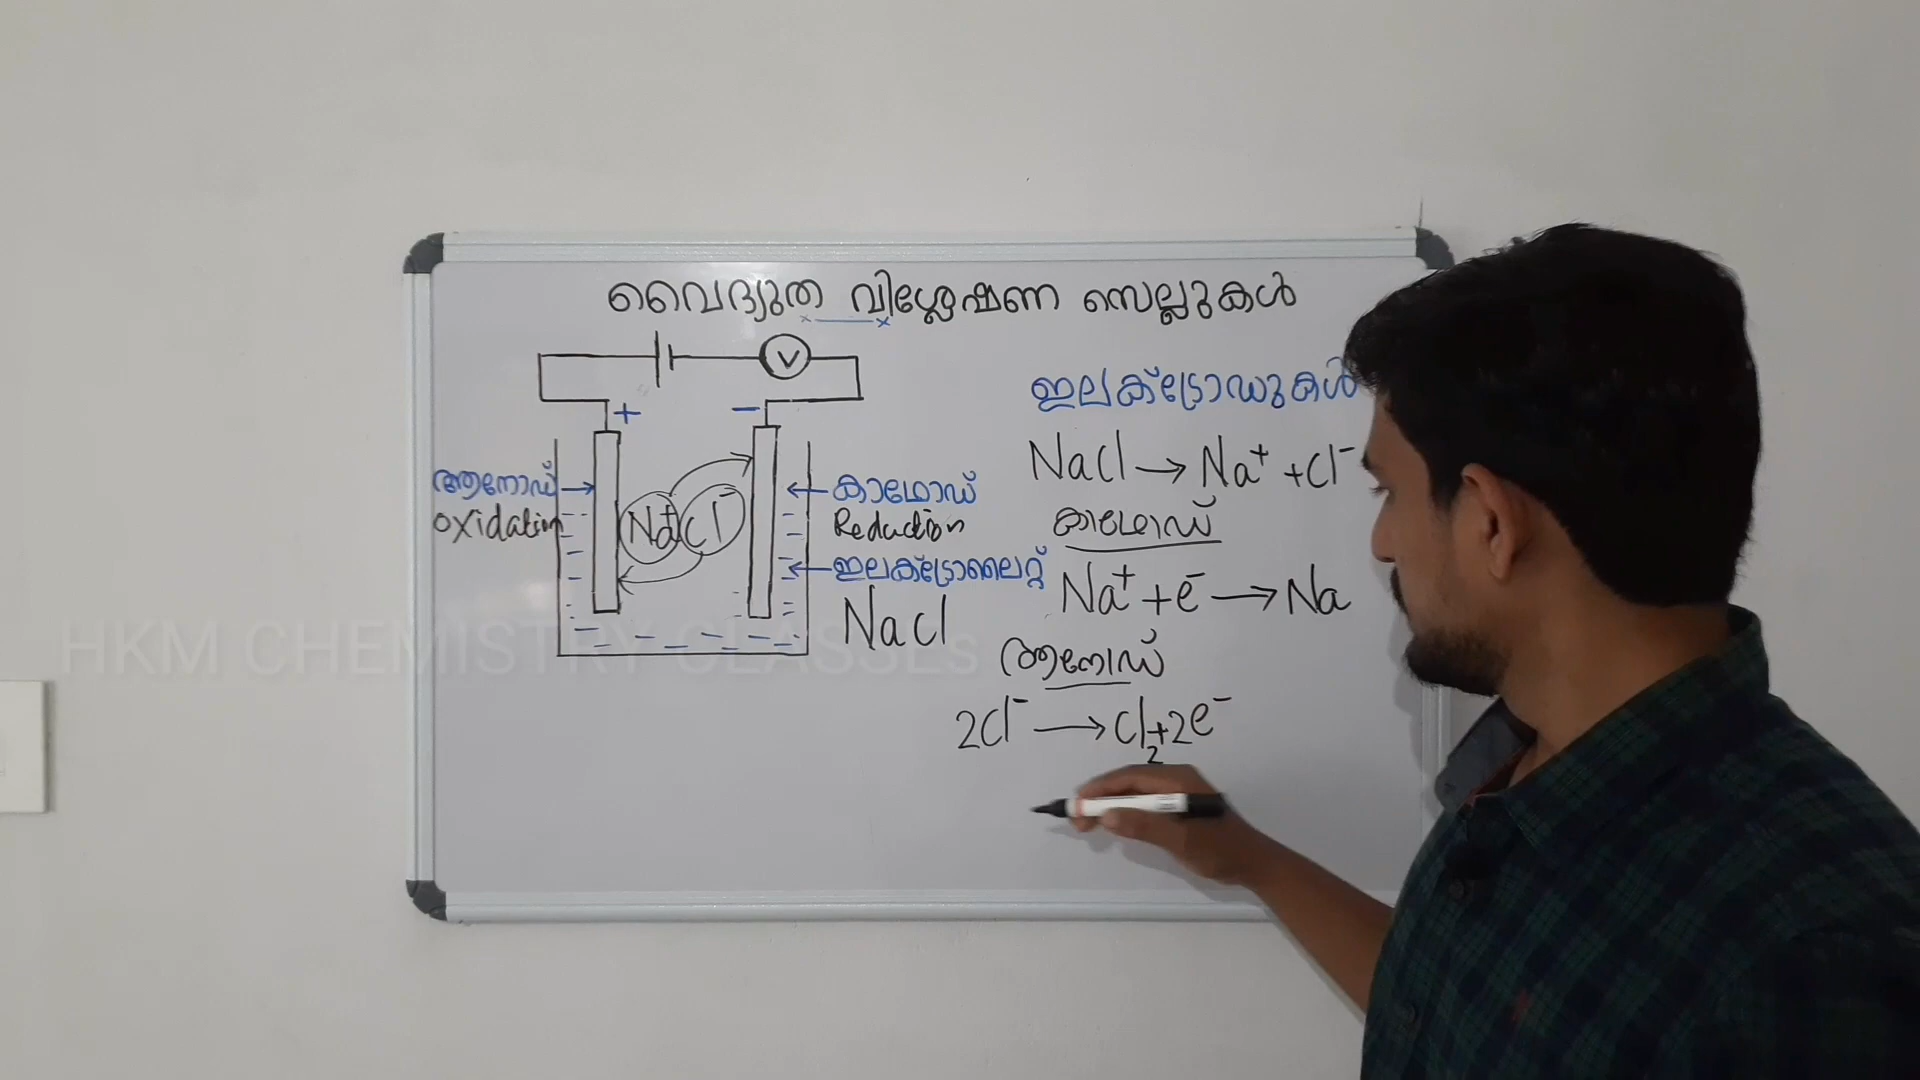 വൈദ്യുത വിശ്ലേഷണ സെല്ലുകൾ
V
+ −
ആനോഡ്
oxidation
Na+ Cl−
കാഥോഡ്
Reduction
ഇലക്ട്രോലൈറ്റ്
NaCl
ഇലക്ട്രോഡുകൾ
NaCl → Na⁺ + Cl⁻
കാഥോഡ്
Na⁺ + e⁻ → Na
ആനോഡ്
2Cl⁻ → Cl₂ + 2e⁻
HKM CHEMISTRY CLASSES